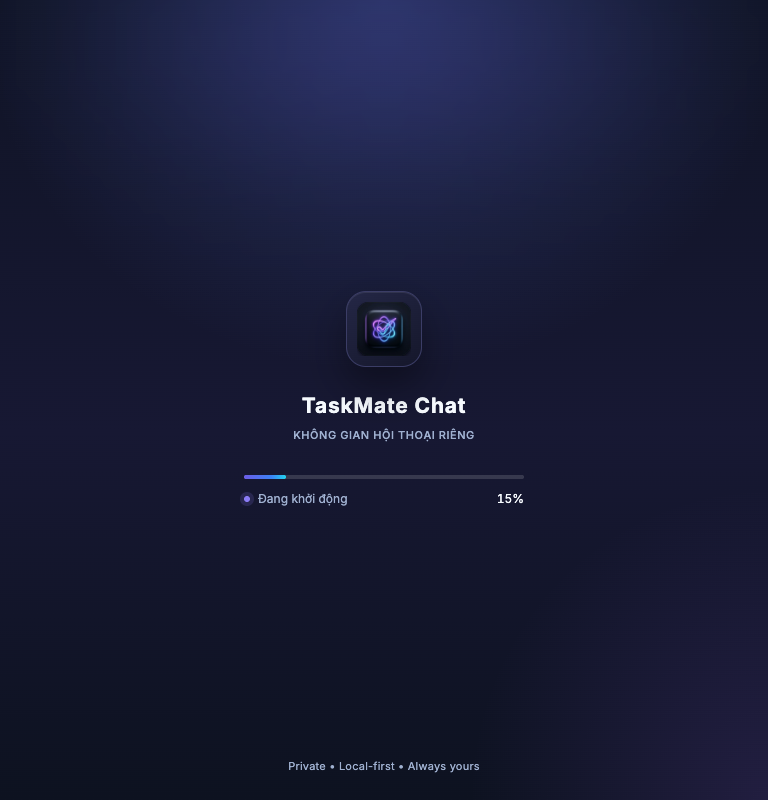 TaskMate Chat
KHÔNG GIAN HỘI THOẠI RIÊNG
Đang khởi động 15%
Private • Local-first • Always yours